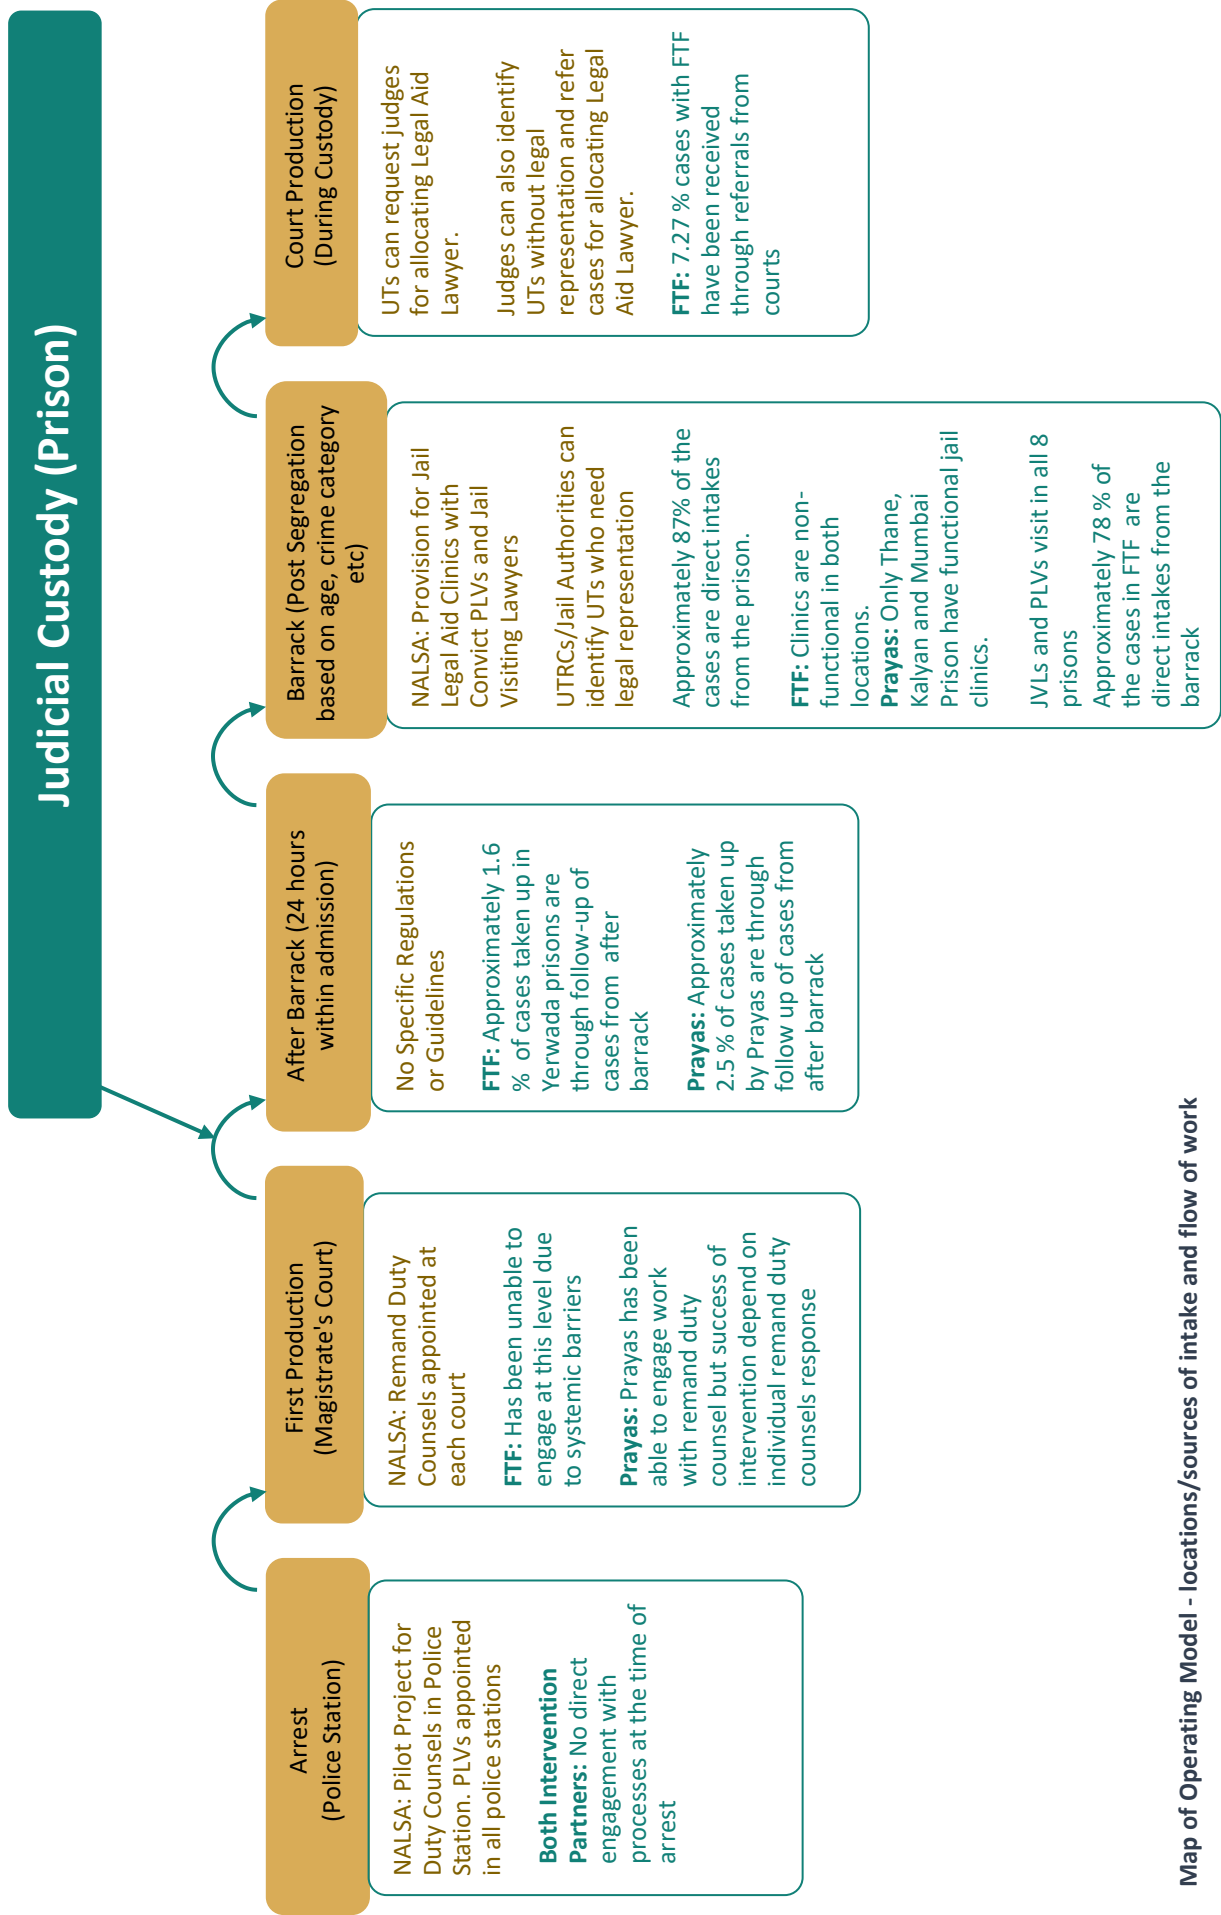 Judicial Custody (Prison)
Arrest
(Police Station)
NALSA: Pilot Project for
Duty Counsels in Police
Station. PLVs appointed
in all police stations
Both Intervention
Partners: No direct
engagement with
processes at the time of
arrest
First Production
(Magistrate's Court)
NALSA: Remand Duty
Counsels appointed at
each court
FTF: Has been unable to
engage at this level due
to systemic barriers
Prayas: Prayas has been
able to engage work
with remand duty
counsel but success of
intervention depend on
individual remand duty
counsels response
After Barrack (24 hours
within admission)
No Specific Regulations
or Guidelines
FTF: Approximately 1.6
% of cases taken up in
Yerwada prisons are
through follow-up of
cases from after
barrack
Prayas: Approximately
2.5 % of cases taken up
by Prayas are through
follow up of cases from
after barrack
Barrack (Post Segregation
based on age, crime category
etc)
NALSA: Provision for Jail
Legal Aid Clinics with
Convict PLVs and Jail
Visiting Lawyers
UTRCs/Jail Authorities can
identify UTs who need
legal representation
Approximately 87% of the
cases are direct intakes
from the prison.
FTF: Clinics are non-
functional in both
locations.
Prayas: Only Thane,
Kalyan and Mumbai
Prison have functional jail
clinics.
JVLs and PLVs visit in all 8
prisons
Approximately 78 % of
the cases in FTF are
direct intakes from the
barrack
Court Production
(During Custody)
UTs can request judges
for allocating Legal Aid
Lawyer.
Judges can also identify
UTs without legal
representation and refer
cases for allocating Legal
Aid Lawyer.
FTF: 7.27 % cases with FTF
have been received
through referrals from
courts
Map of Operating Model - locations/sources of intake and flow of work